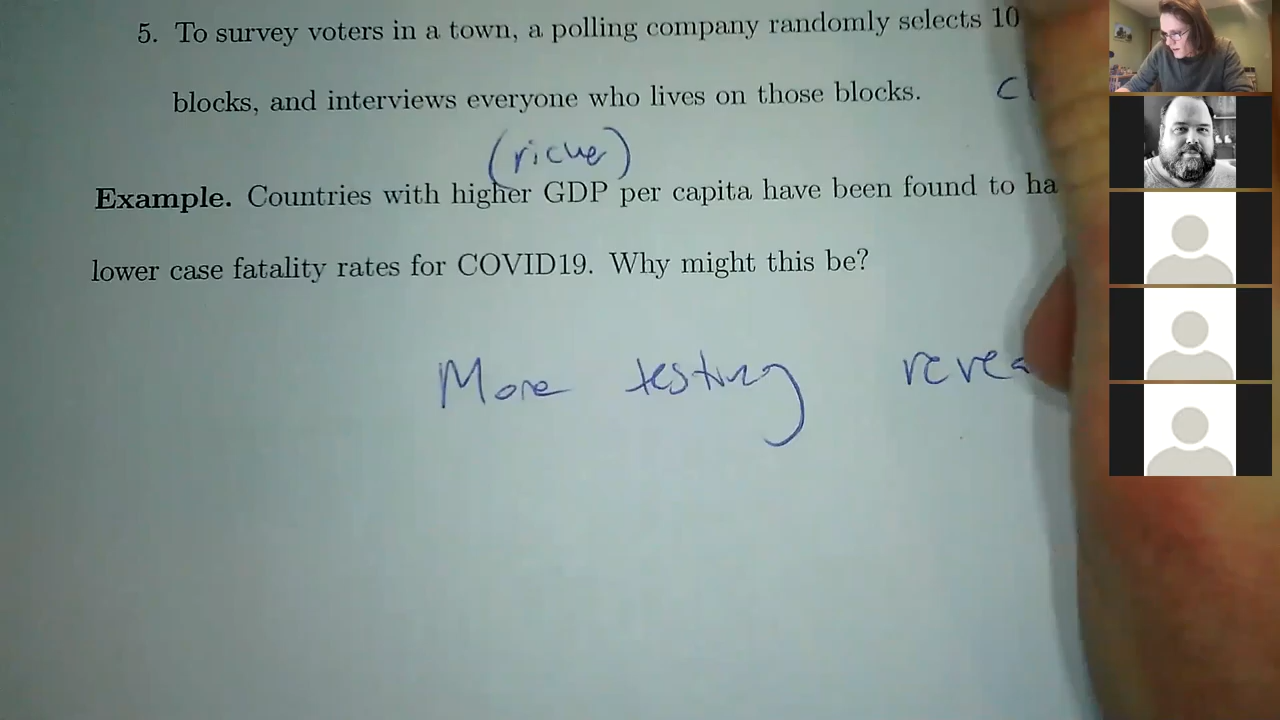 5. To survey voters in a town, a polling company randomly selects 10
blocks, and interviews everyone who lives on those blocks. Cl
(richer)
Example. Countries with higher GDP per capita have been found to ha
lower case fatality rates for COVID19. Why might this be?
More testing revea